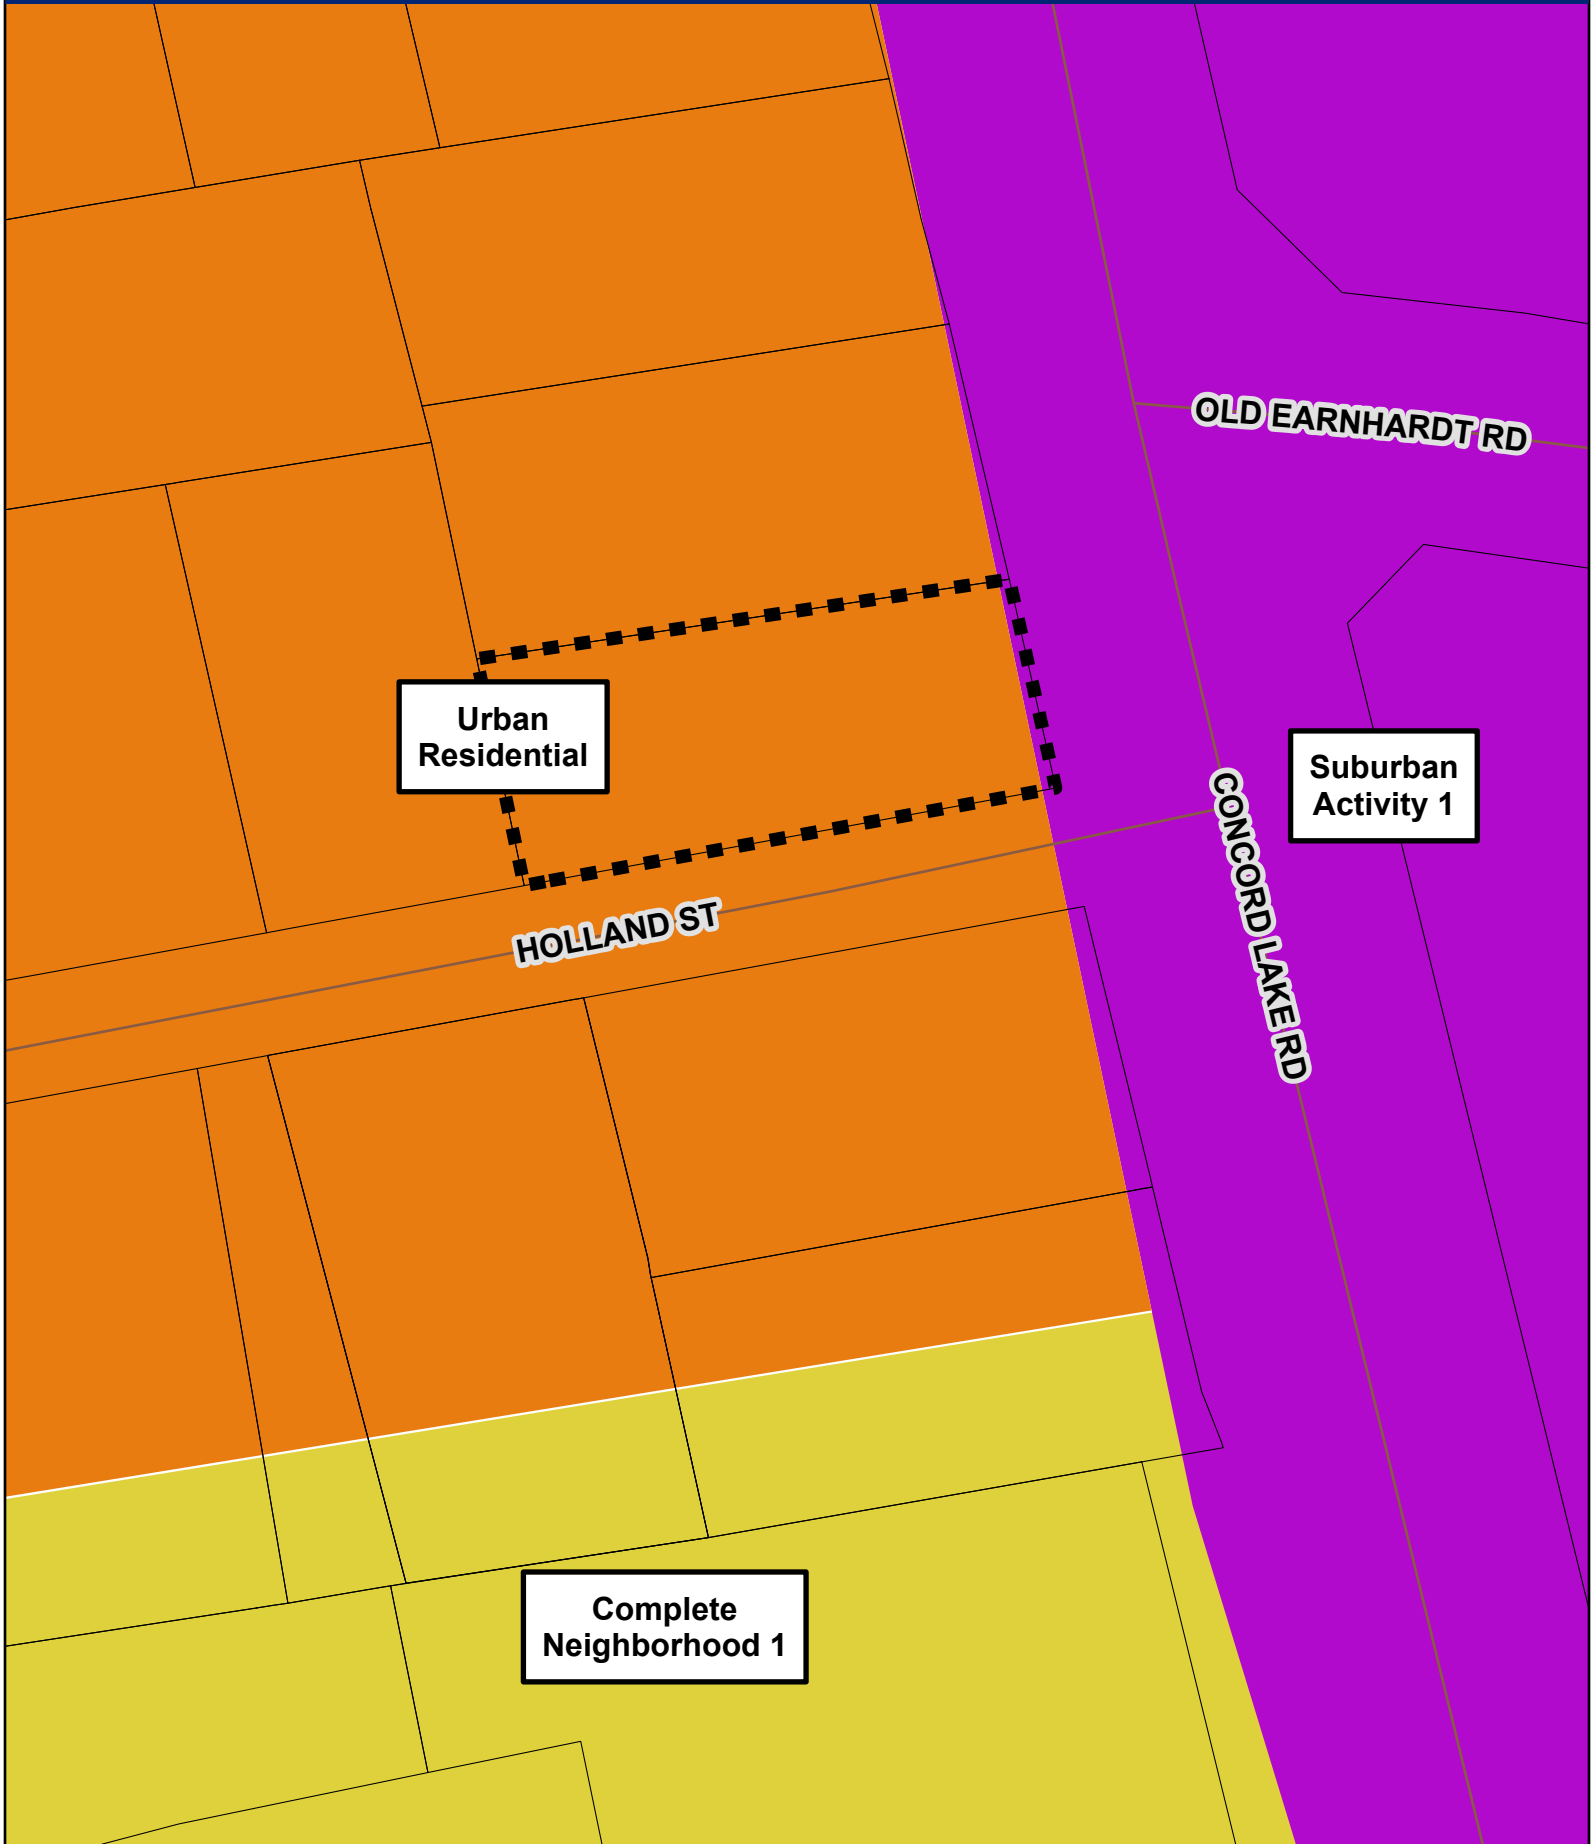 OLD EARNHARDT RD
Urban
Residential
Suburban
Activity 1
CONCORD LAKE RD
HOLLAND ST
Complete
Neighborhood 1